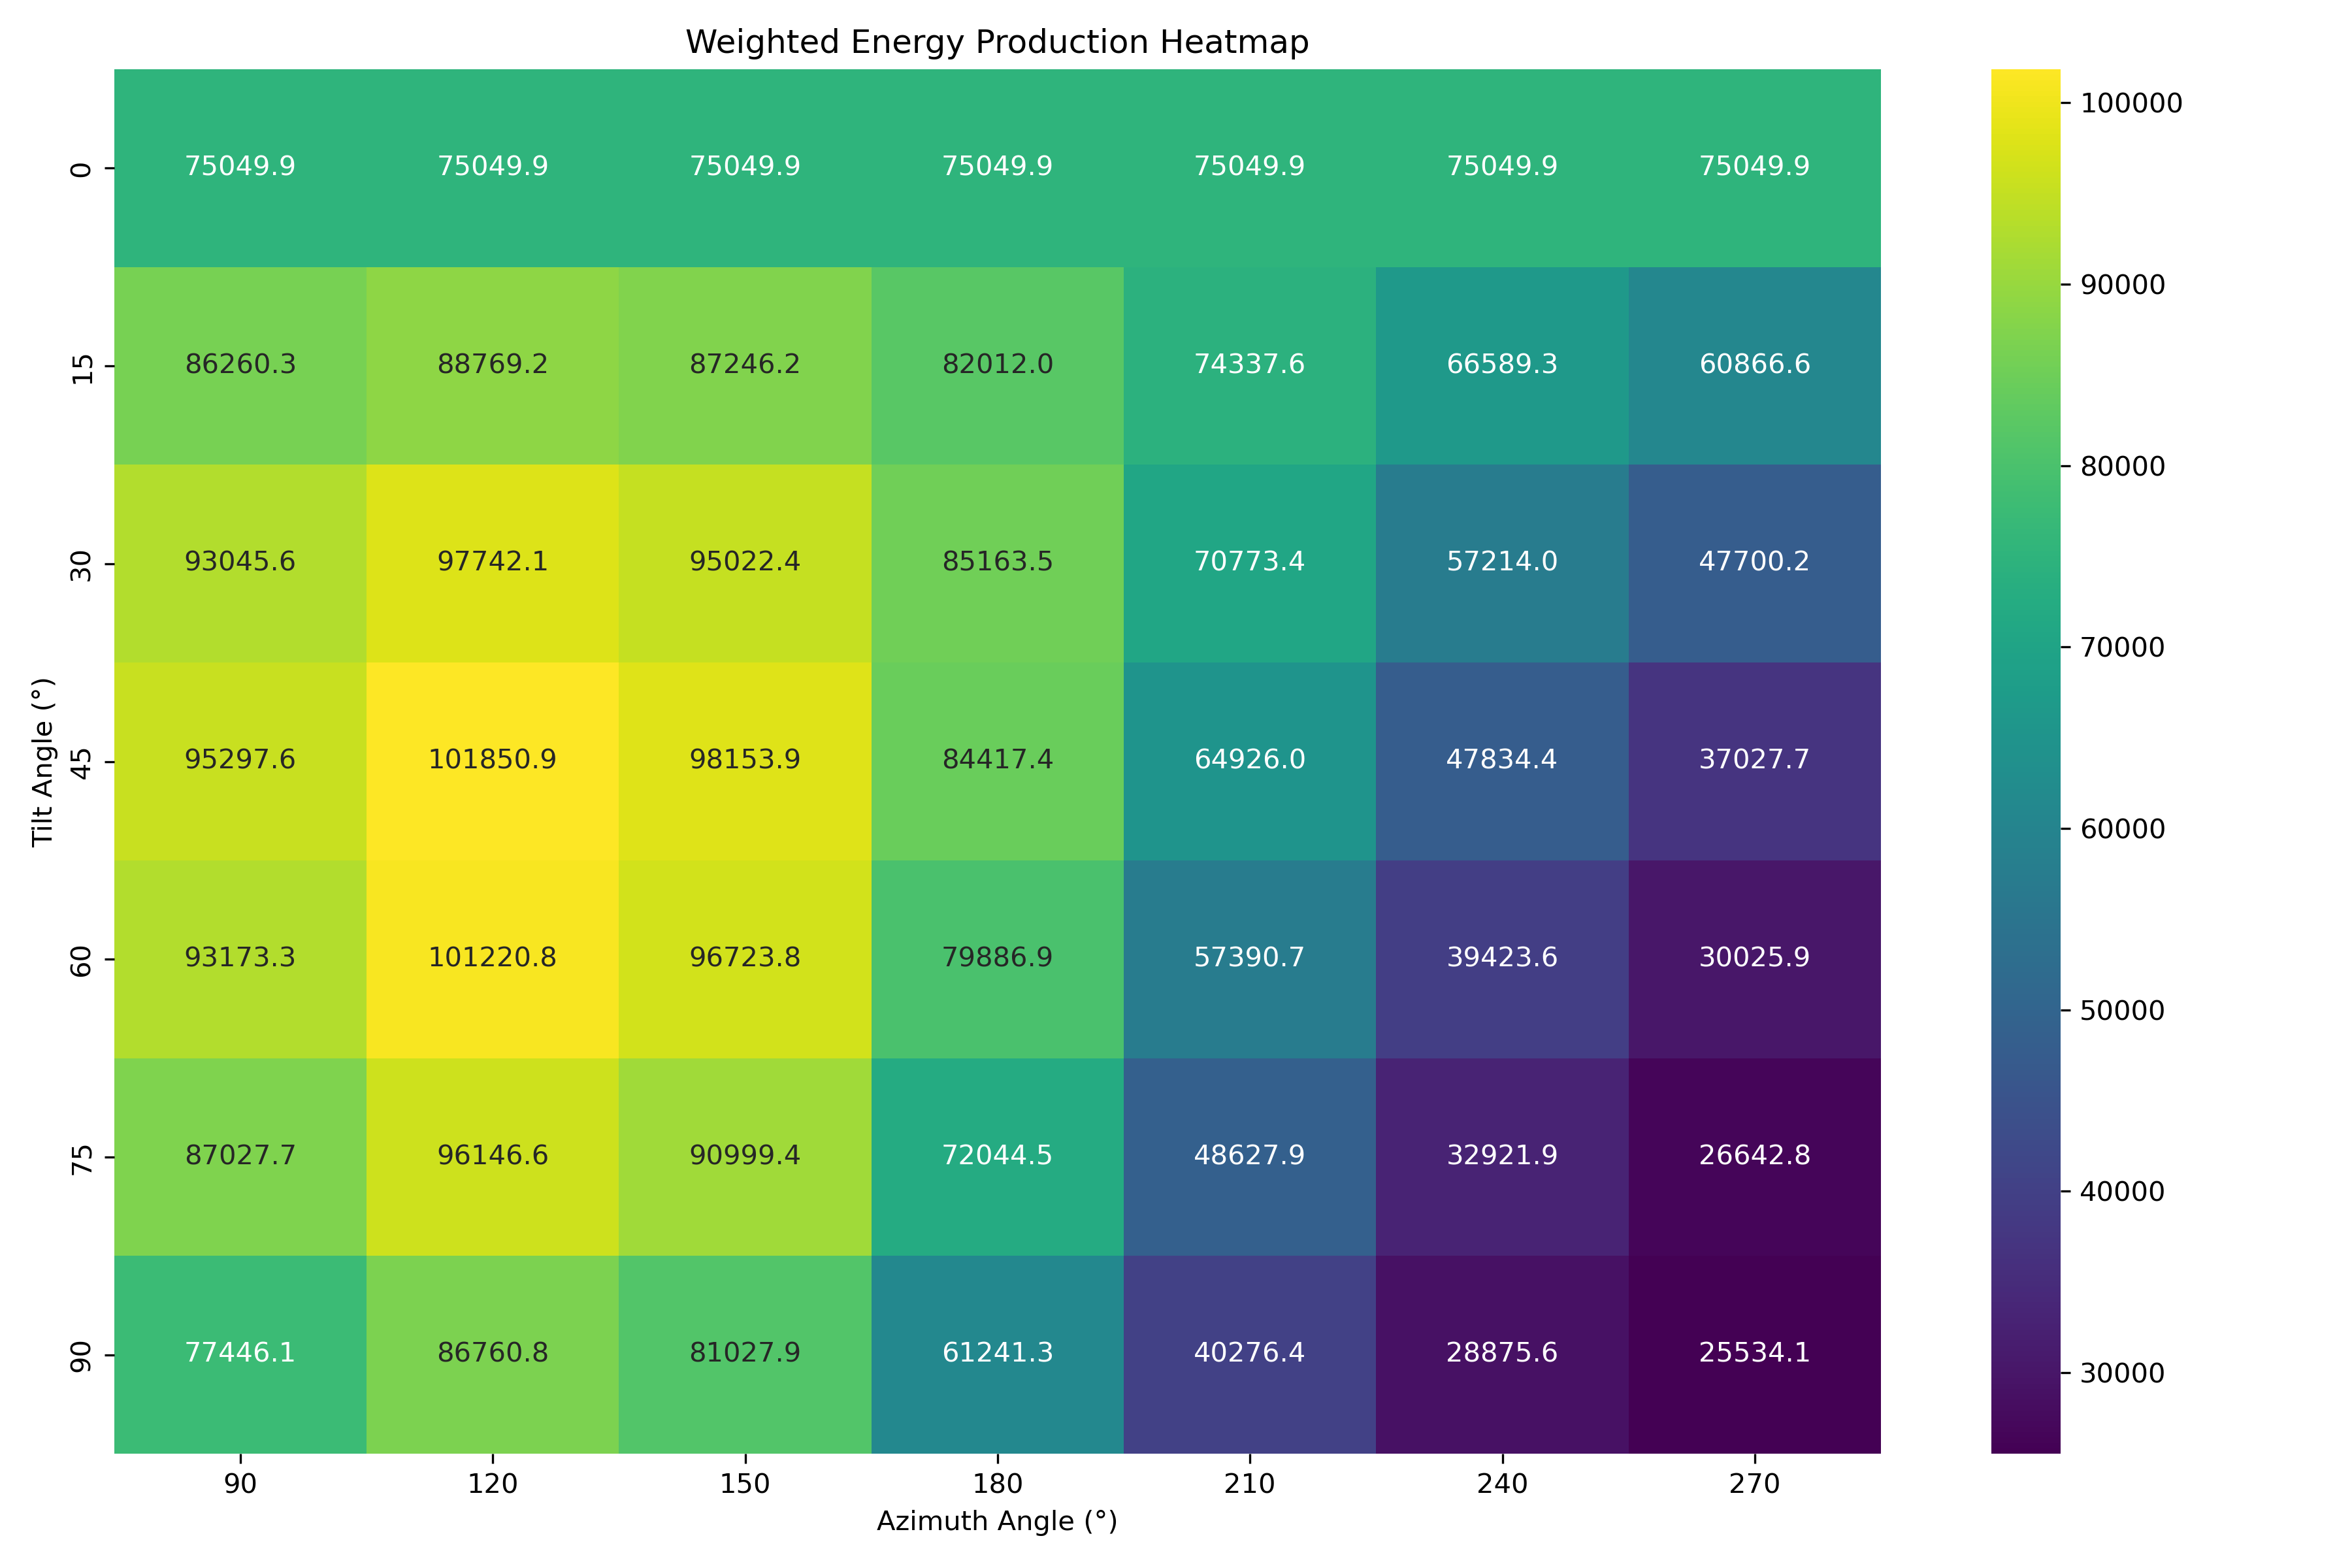 Weighted Energy Production Heatmap
0 75049.9 75049.9 75049.9 75049.9 75049.9 75049.9 75049.9
15 86260.3 88769.2 87246.2 82012.0 74337.6 66589.3 60866.6
30 93045.6 97742.1 95022.4 85163.5 70773.4 57214.0 47700.2
45 95297.6 101850.9 98153.9 84417.4 64926.0 47834.4 37027.7
60 93173.3 101220.8 96723.8 79886.9 57390.7 39423.6 30025.9
75 87027.7 96146.6 90999.4 72044.5 48627.9 32921.9 26642.8
90 77446.1 86760.8 81027.9 61241.3 40276.4 28875.6 25534.1
90 120 150 180 210 240 270
Azimuth Angle (°)
Tilt Angle (°)
100000
90000
80000
70000
60000
50000
40000
30000